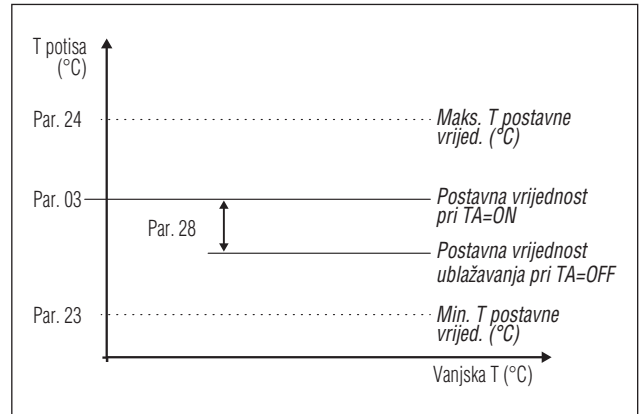 T potisa
(°C)
Par. 24
Maks. T postavne
vrijed. (°C)
Par. 03
Postavna vrijednost
pri TA=ON
Par. 28
Postavna vrijednost
ublažavanja pri TA=OFF
Par. 23
Min. T postavne
vrijed. (°C)
Vanjska T (°C)